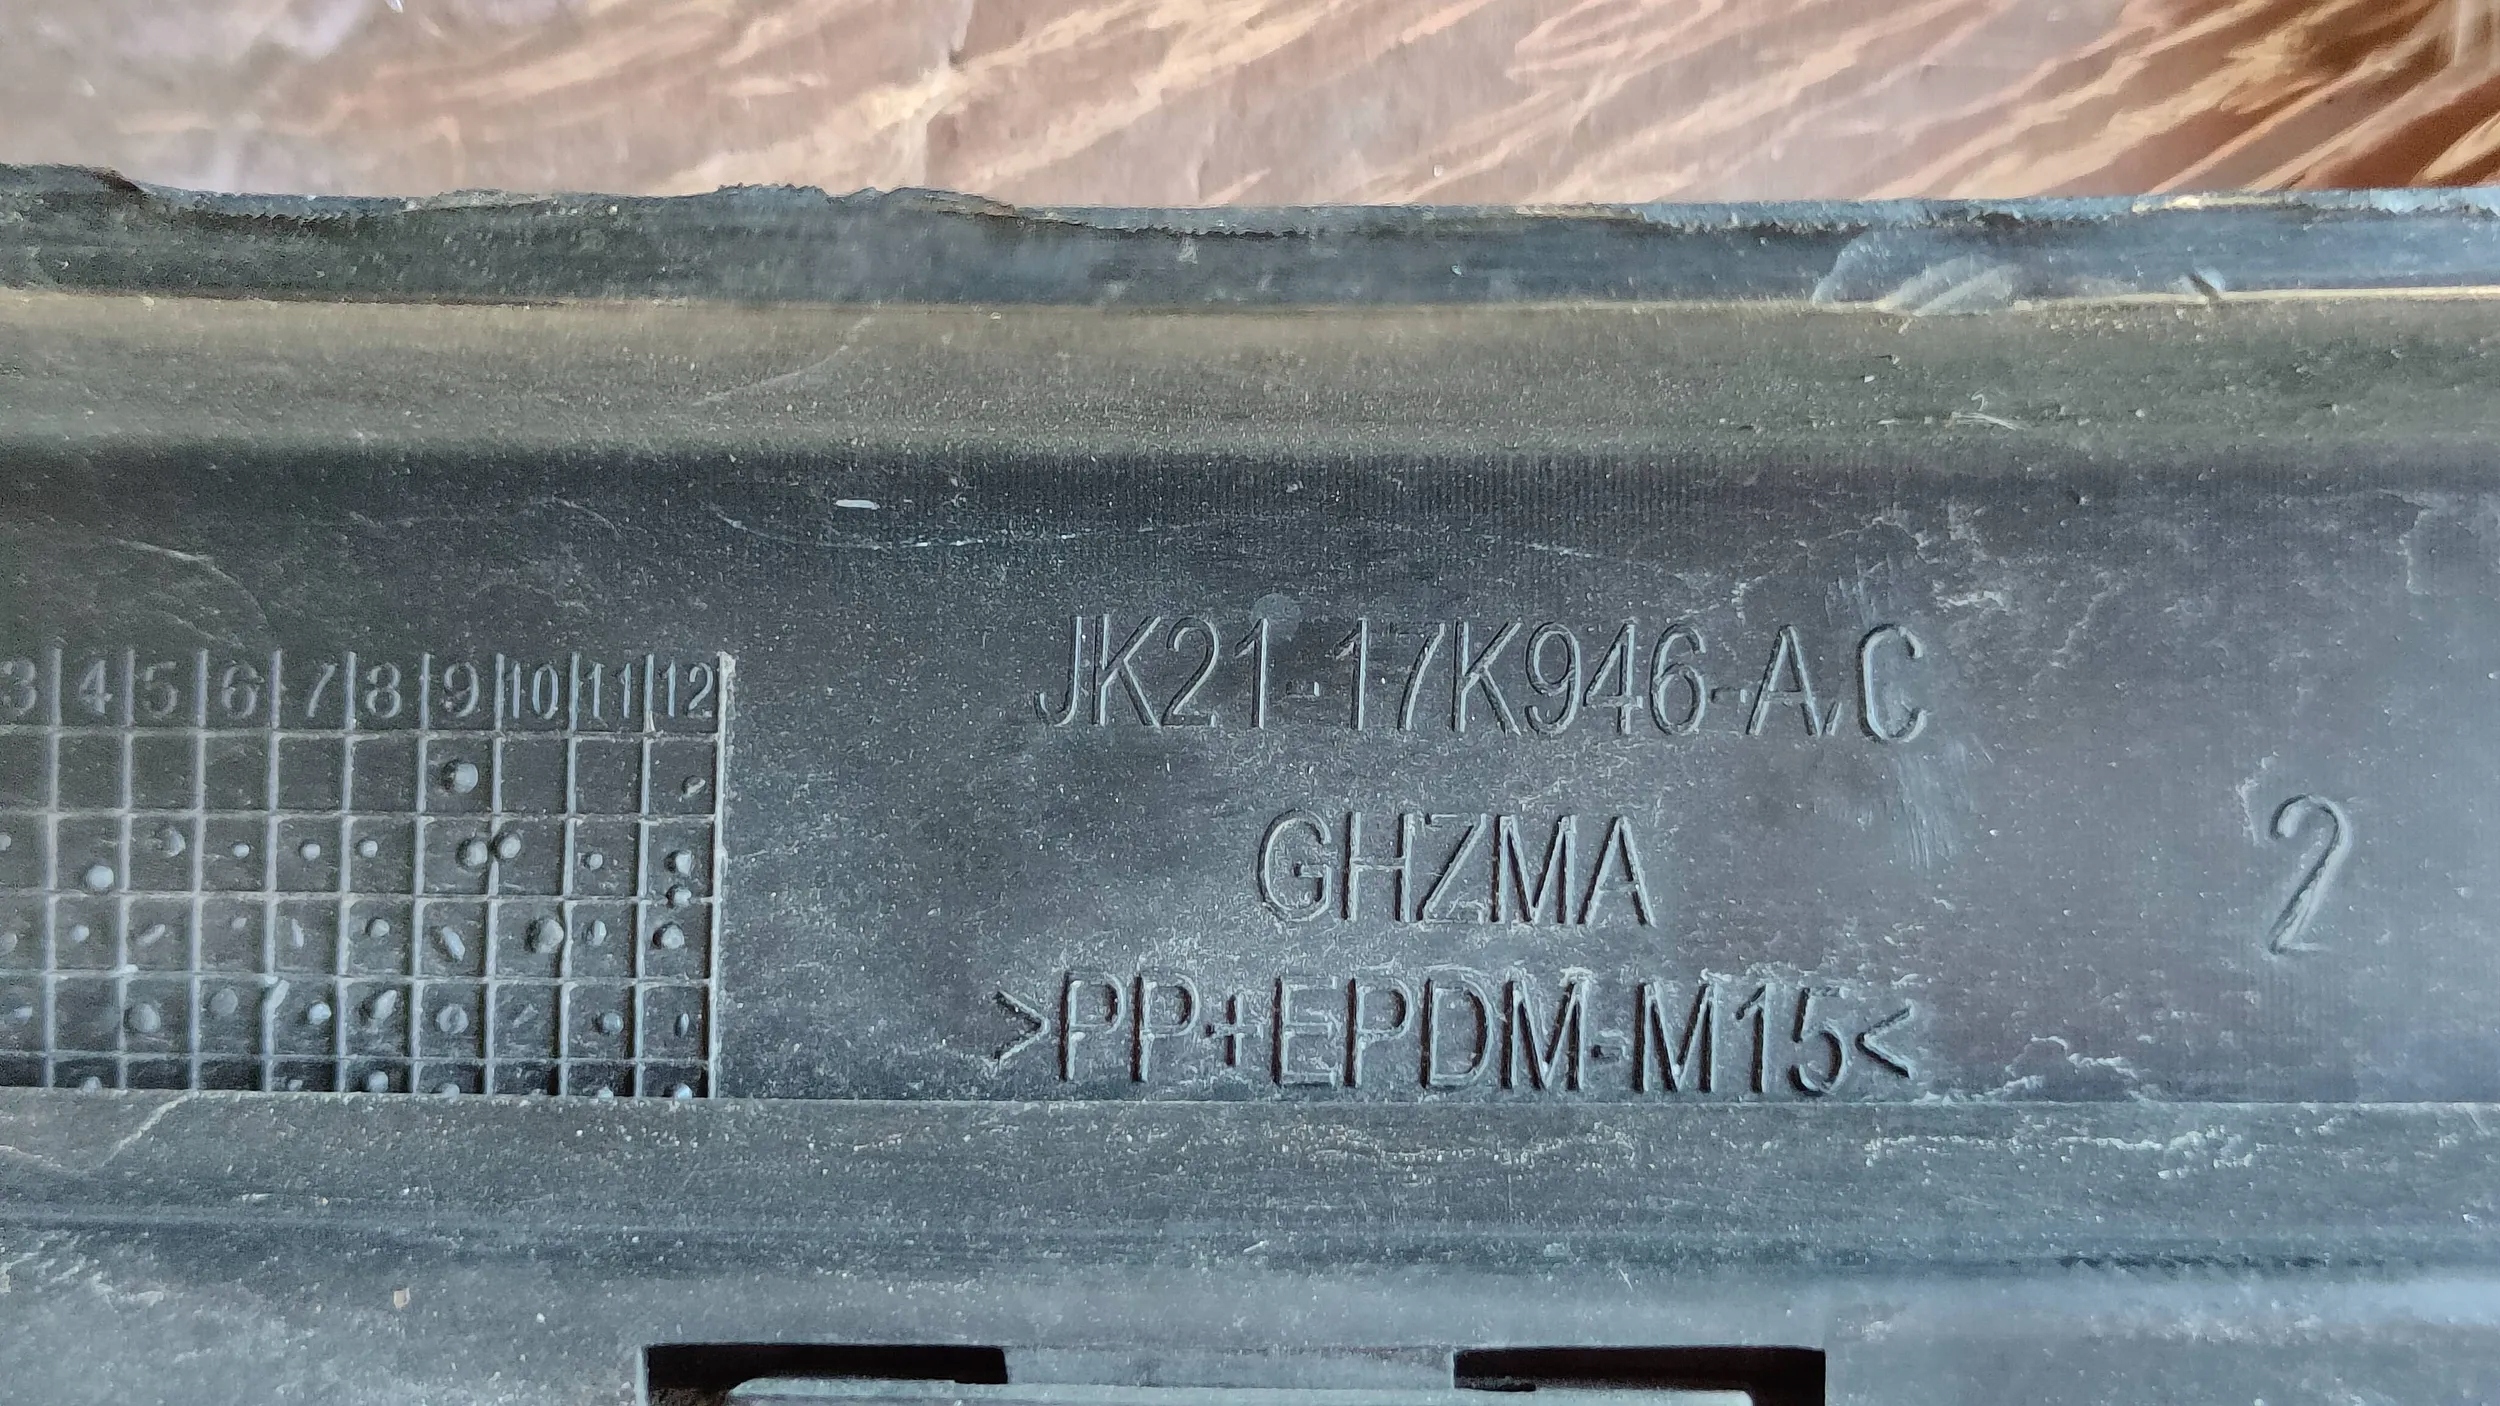 3 4 5 6 7 8 9 10 11 12
JK21-17K946-A/C
GHZMA
2
>PP+EPDM-M15<